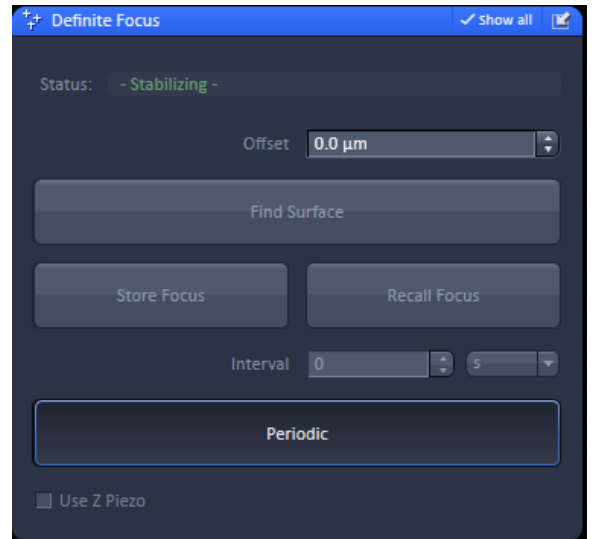 Definite Focus Show all
Status: - Stabilizing -
Offset 0.0 µm
Find Surface
Store Focus Recall Focus
Interval 0 s
Periodic
Use Z Piezo